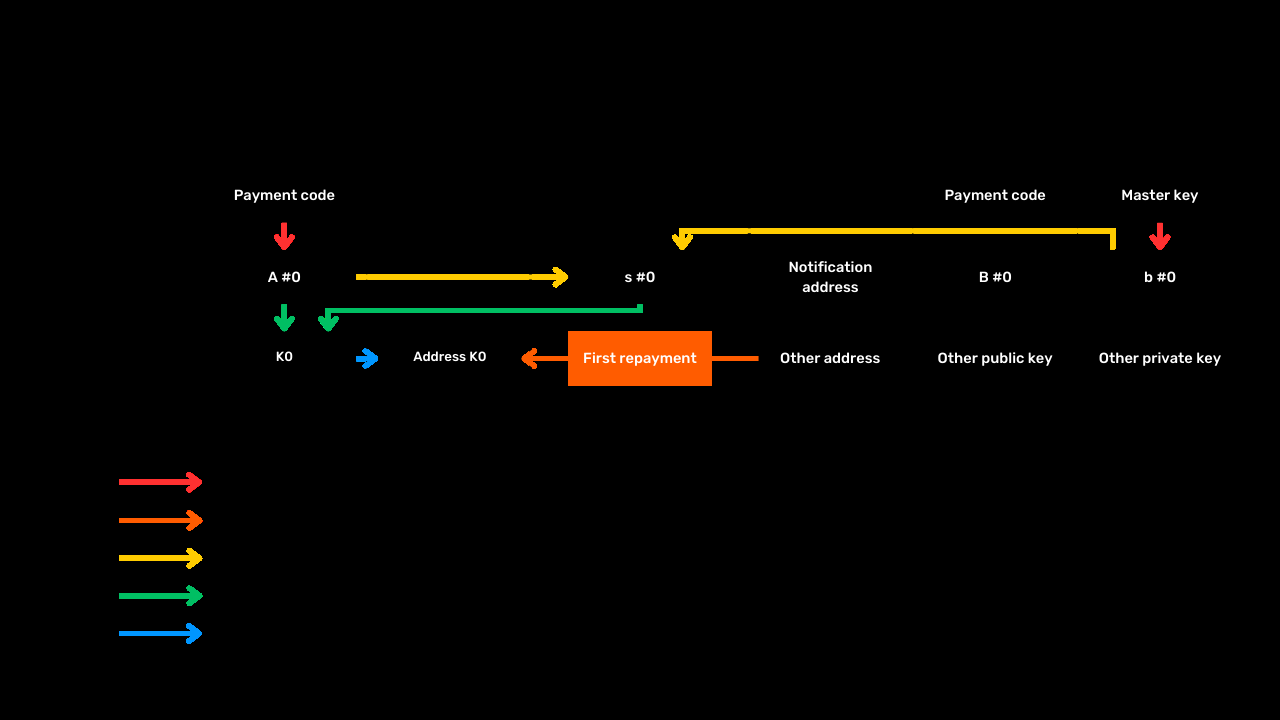 Payment code
Payment code
Master key
A #0
s #0
Notification
address
B #0
b #0
K0
Address K0
First repayment
Other address
Other public key
Other private key